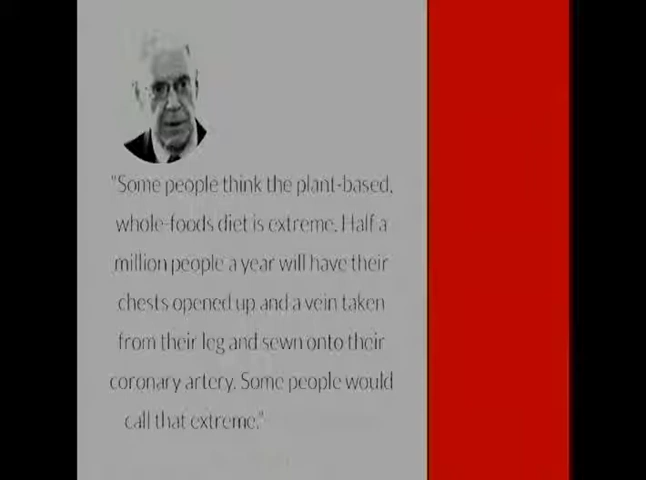 "Some people think the plant-based,
whole-foods diet is extreme. Half a
million people a year will have their
chests opened up and a vein taken
from their leg and sewn onto their
coronary artery. Some people would
call that extreme."